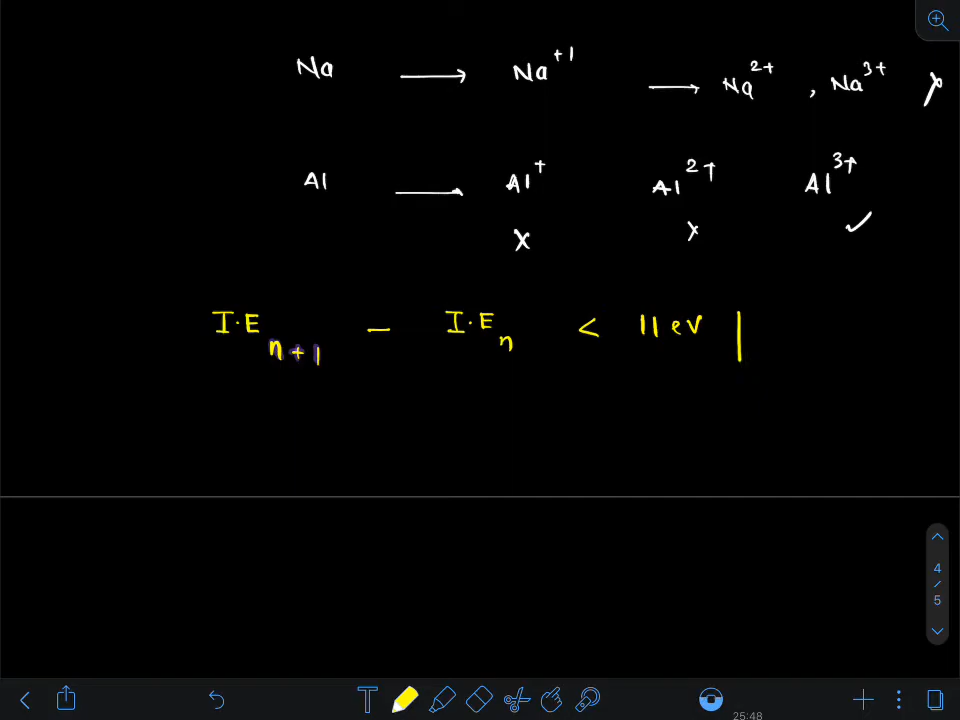 Na → Na+1 → Na2+ , Na3+ x
Al → Al+ Al2+ Al3+
x x ✓
I·E n+1 − I·E n < 11 eV |
4
/
5
T
25:48